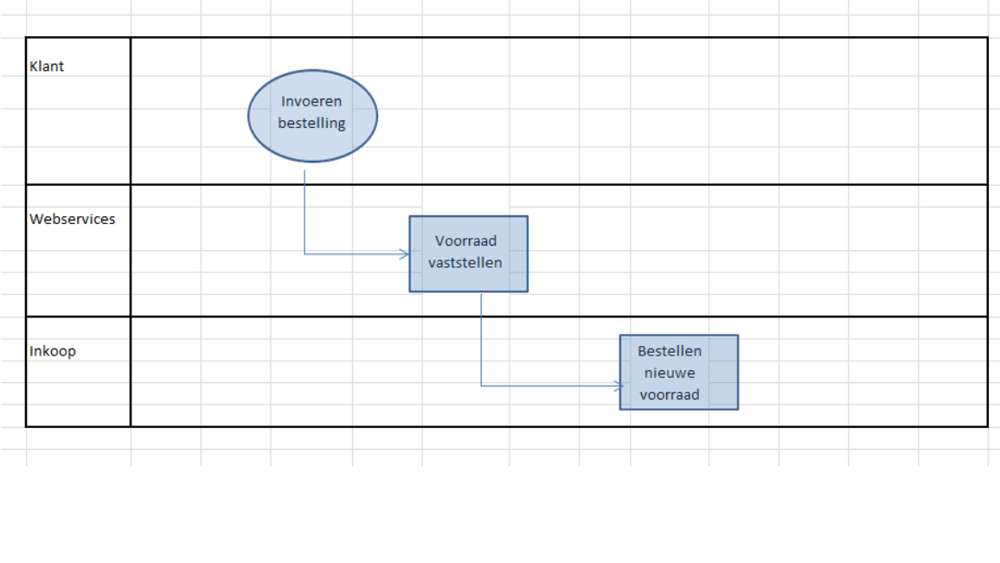 Klant
Invoeren
bestelling
Webservices
Voorraad
vaststellen
Inkoop
Bestellen
nieuwe
voorraad